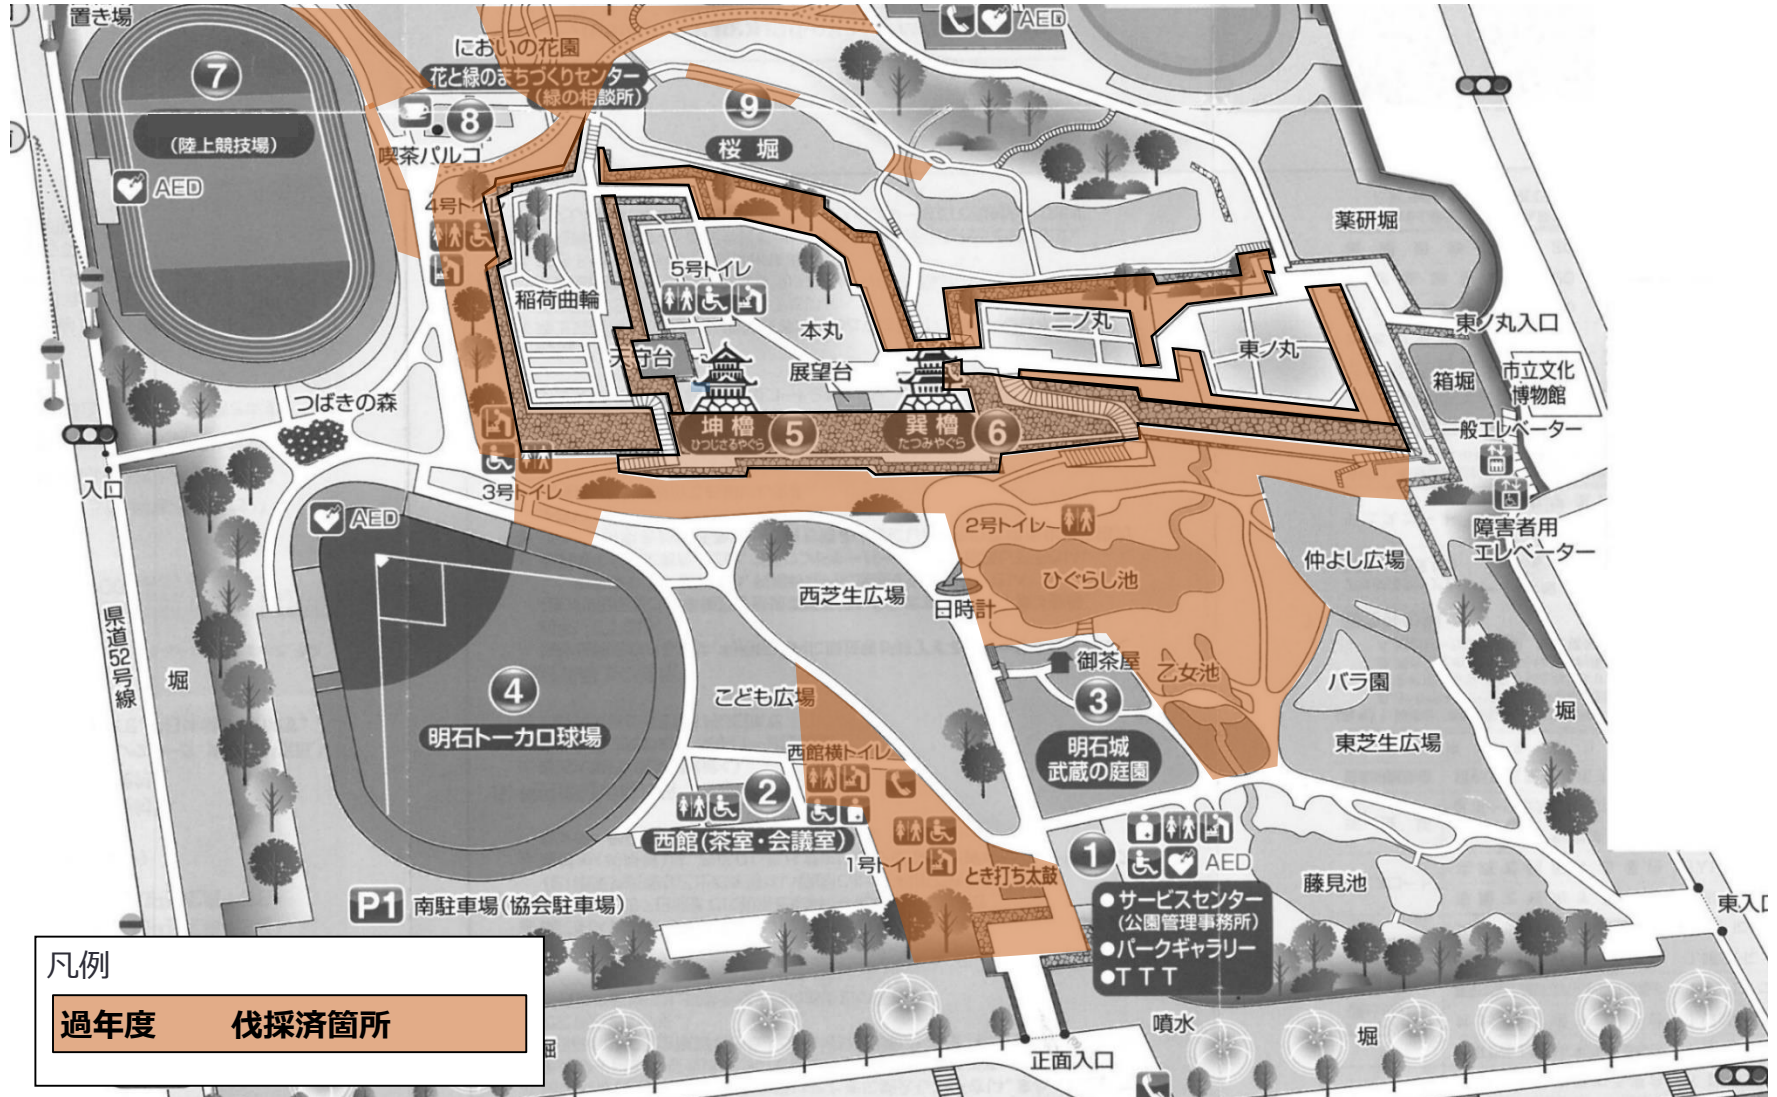 置き場
AED
においの花園
花と緑のまちづくりセンター
(緑の相談所)
7
(陸上競技場)
8
喫茶パルコ
9
桜 堀
AED
4号トイレ
薬研堀
5号トイレ
稲荷曲輪
本丸
二ノ丸
東ノ丸
東ノ丸入口
天守台
展望台
箱堀
市立文化
博物館
つばきの森
坤 櫓
ひつじさるやぐら
5
巽 櫓
たつみやぐら
6
一般エレベーター
入口
3号トイレ
AED
2号トイレ
障害者用
エレベーター
仲よし広場
ひぐらし池
西芝生広場
日時計
県道52号線
堀
御茶屋
乙女池
バラ園
堀
4
明石トーカロ球場
こども広場
3
明石城
武蔵の庭園
東芝生広場
西館横トイレ
2
西館(茶室・会議室)
1号トイレ
とき打ち太鼓
1
AED
藤見池
P1
南駐車場(協会駐車場)
●サービスセンター
(公園管理事務所)
●パークギャラリー
●TTT
東入口
凡例
過年度 伐採済箇所
堀
噴水
堀
正面入口